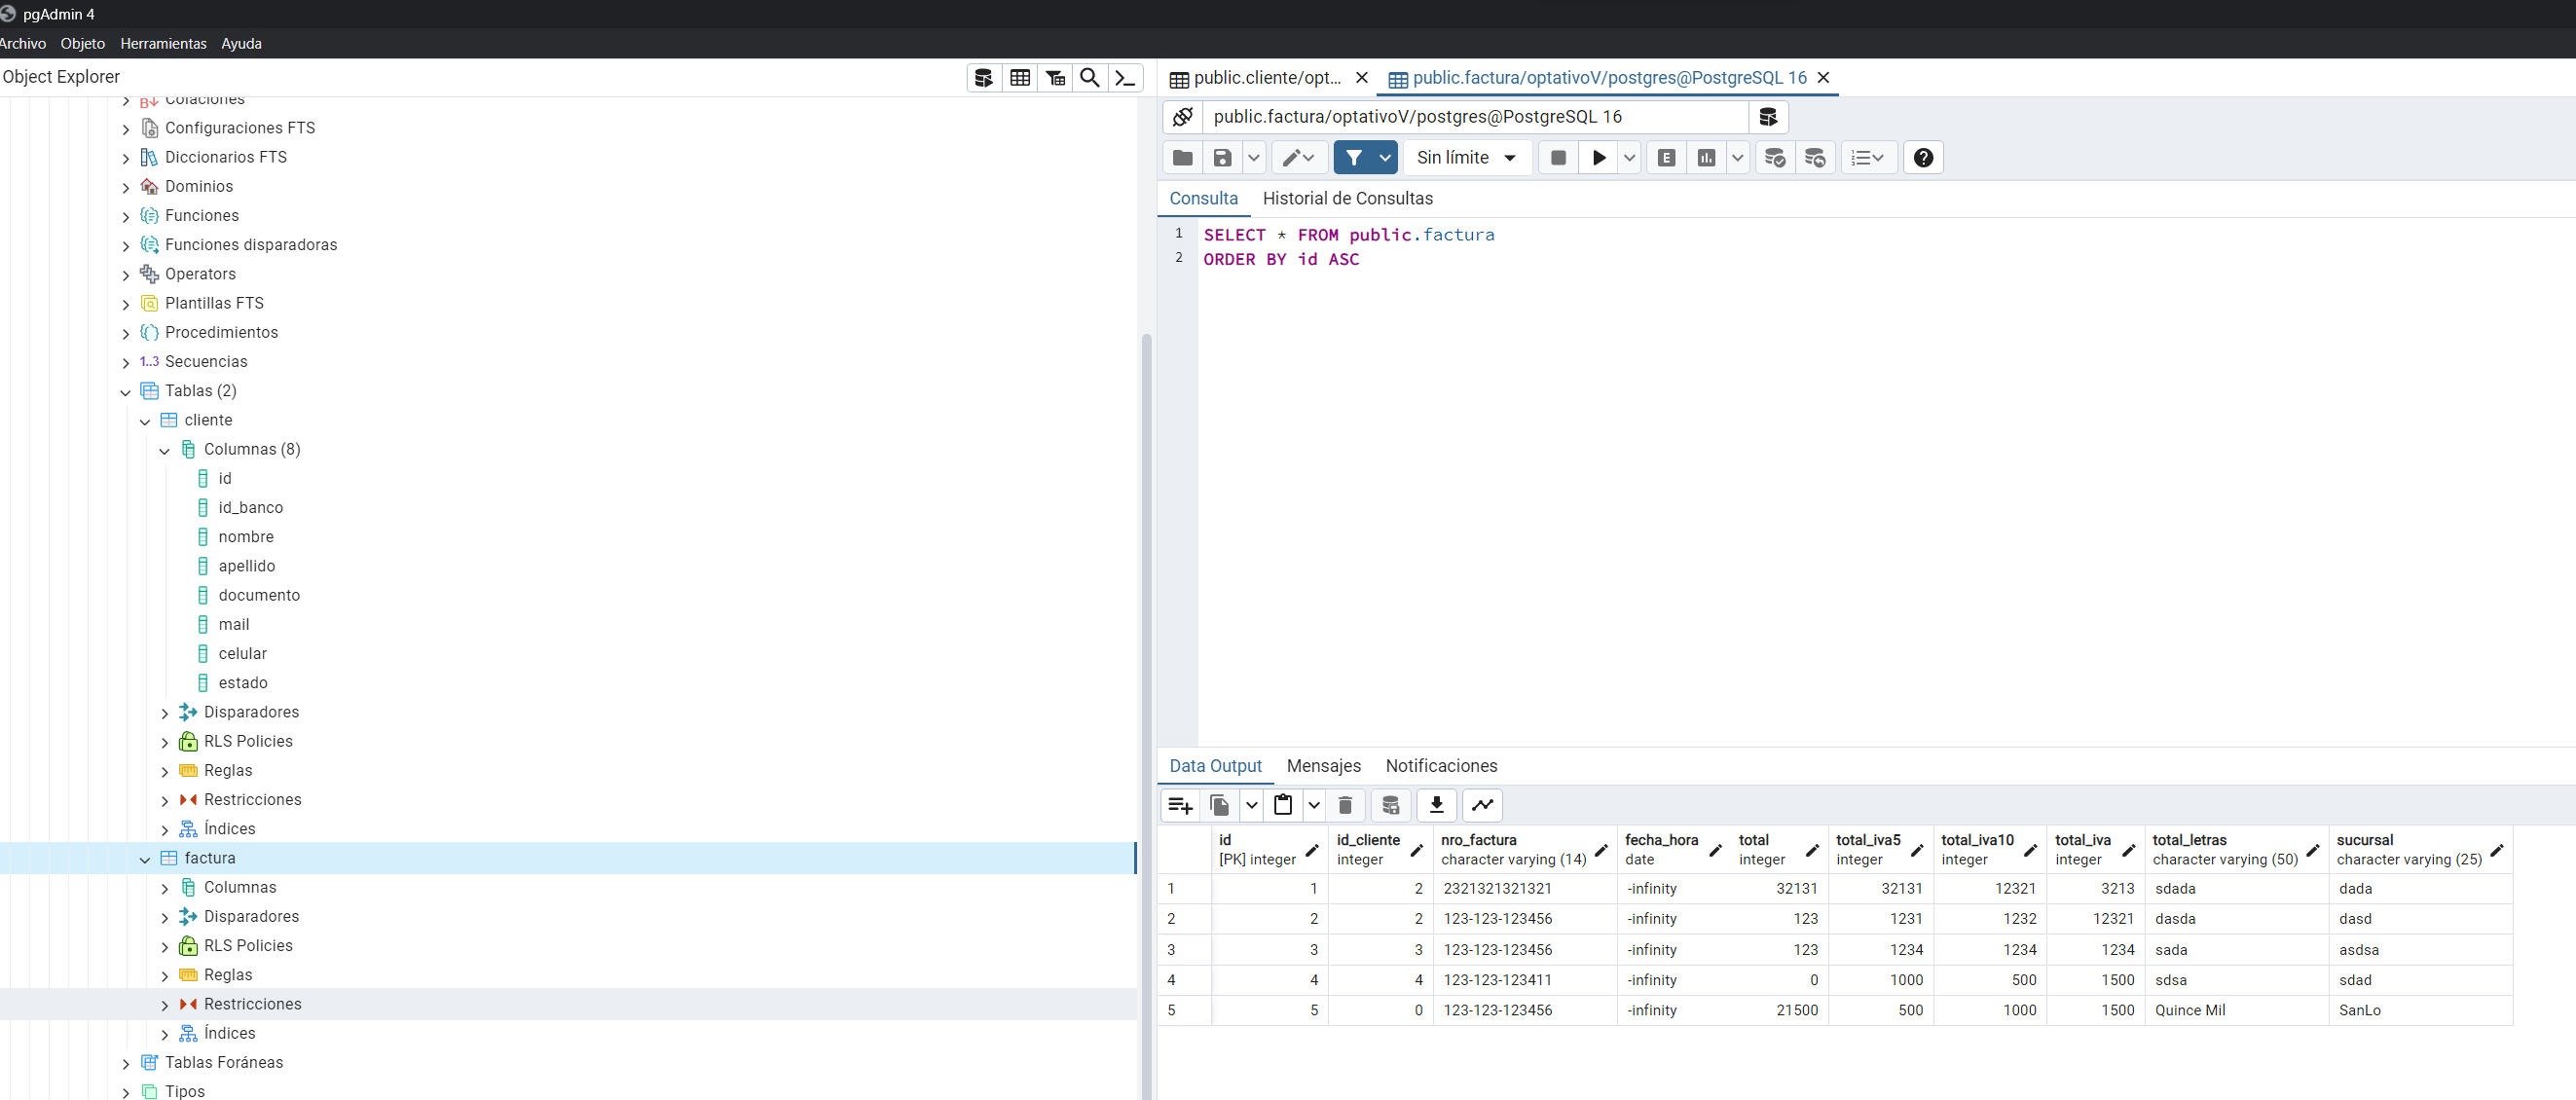 pgAdmin 4
Archivo Objeto Herramientas Ayuda
Object Explorer
Colaciones
Configuraciones FTS
Diccionarios FTS
Dominios
Funciones
Funciones disparadoras
Operators
Plantillas FTS
Procedimientos
1..3 Secuencias
Tablas (2)
cliente
Columnas (8)
id
id_banco
nombre
apellido
documento
mail
celular
estado
Disparadores
RLS Policies
Reglas
Restricciones
Índices
factura
Columnas
Disparadores
RLS Policies
Reglas
Restricciones
Índices
Tablas Foráneas
Tipos
public.cliente/opt... public.factura/optativoV/postgres@PostgreSQL 16
public.factura/optativoV/postgres@PostgreSQL 16
Sin límite
Consulta Historial de Consultas
1 SELECT * FROM public.factura
2 ORDER BY id ASC
Data Output Mensajes Notificaciones
id id_cliente nro_factura fecha_hora total total_iva5 total_iva10 total_iva total_letras sucursal
[PK] integer integer character varying (14) date integer integer integer integer character varying (50) character varying (25)
1 1 2 2321321321321 -infinity 32131 32131 12321 3213 sdada dada
2 2 2 123-123-123456 -infinity 123 1231 1232 12321 dasda dasd
3 3 3 123-123-123456 -infinity 123 1234 1234 1234 sada asdsa
4 4 4 123-123-123411 -infinity 0 1000 500 1500 sdsa sdad
5 5 0 123-123-123456 -infinity 21500 500 1000 1500 Quince Mil SanLo